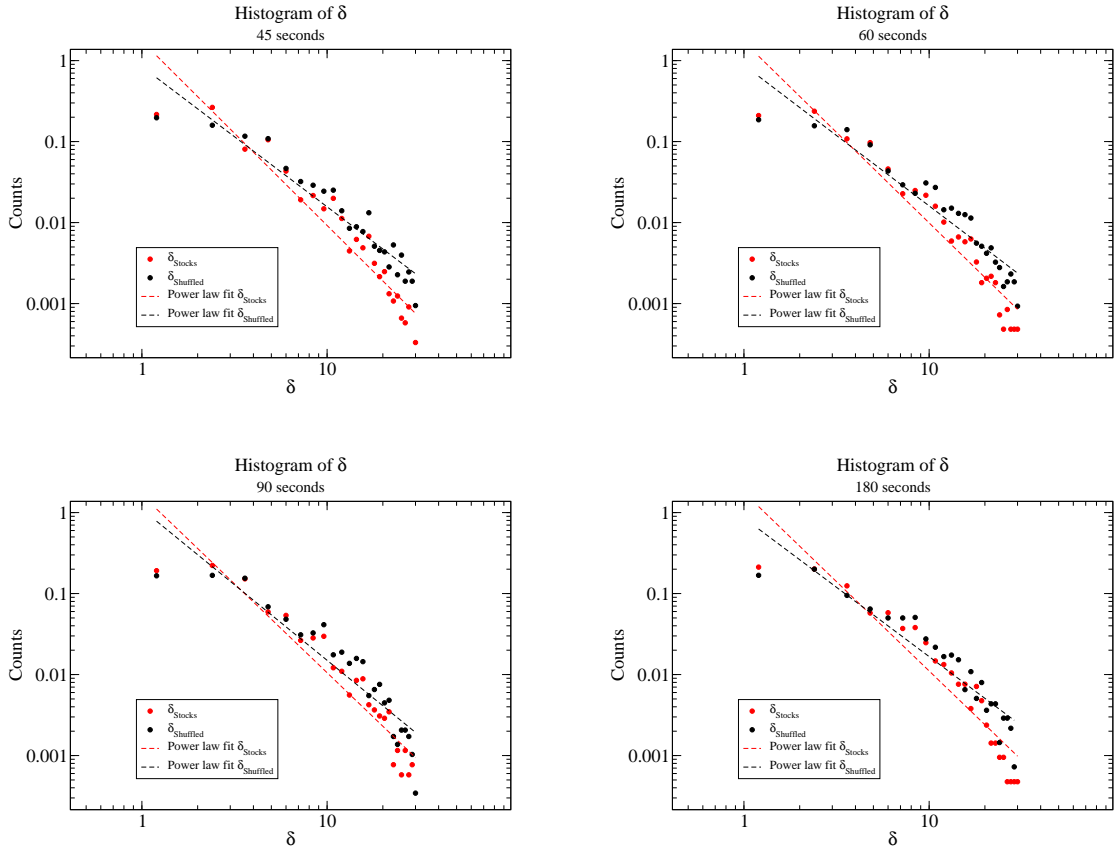 Histogram of δ
45 seconds
Counts
1
0.1
0.01
0.001
δStocks
δShuffled
Power law fit δStocks
Power law fit δShuffled
1
10
δ
Histogram of δ
60 seconds
Counts
1
0.1
0.01
0.001
δStocks
δShuffled
Power law fit δStocks
Power law fit δShuffled
1
10
δ
Histogram of δ
90 seconds
Counts
1
0.1
0.01
0.001
δStocks
δShuffled
Power law fit δStocks
Power law fit δShuffled
1
10
δ
Histogram of δ
180 seconds
Counts
1
0.1
0.01
0.001
δStocks
δShuffled
Power law fit δStocks
Power law fit δShuffled
1
10
δ